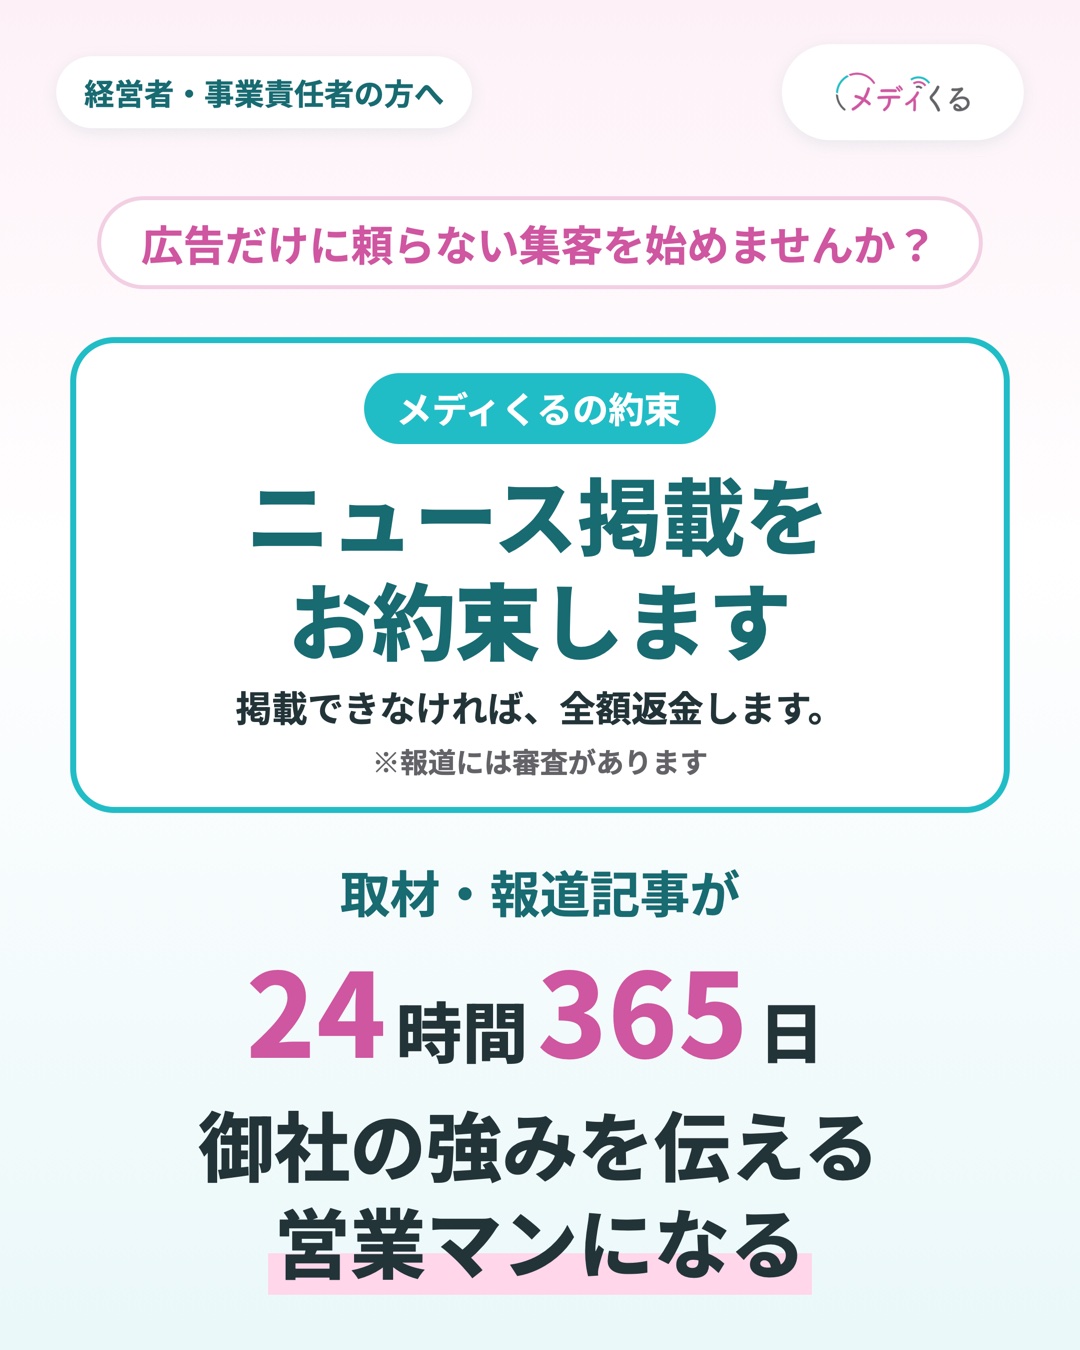 経営者・事業責任者の方へ
メディくる
広告だけに頼らない集客を始めませんか？
メディくるの約束
ニュース掲載を
お約束します
掲載できなければ、全額返金します。
※報道には審査があります
取材・報道記事が
24時間365日
御社の強みを伝える
営業マンになる